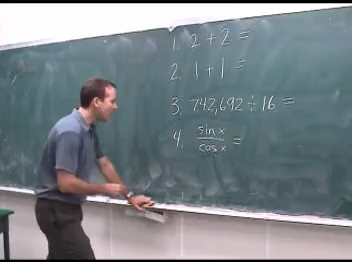 1. 2 + 2 =
2. 1 + 1 =
3. 742,692 ÷ 16 =
4. sin x
cos x =